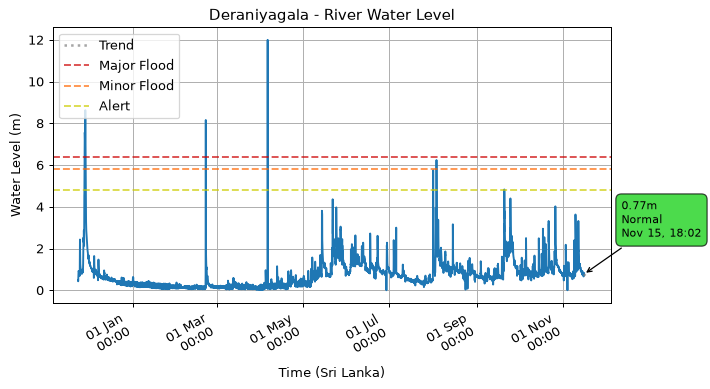 Deraniyagala - River Water Level
Water Level (m)
12
10
8
6
4
2
0
Trend
Major Flood
Minor Flood
Alert
0.77m
Normal
Nov 15, 18:02
01 Jan
00:00
01 Mar
00:00
01 May
00:00
01 Jul
00:00
01 Sep
00:00
01 Nov
00:00
Time (Sri Lanka)